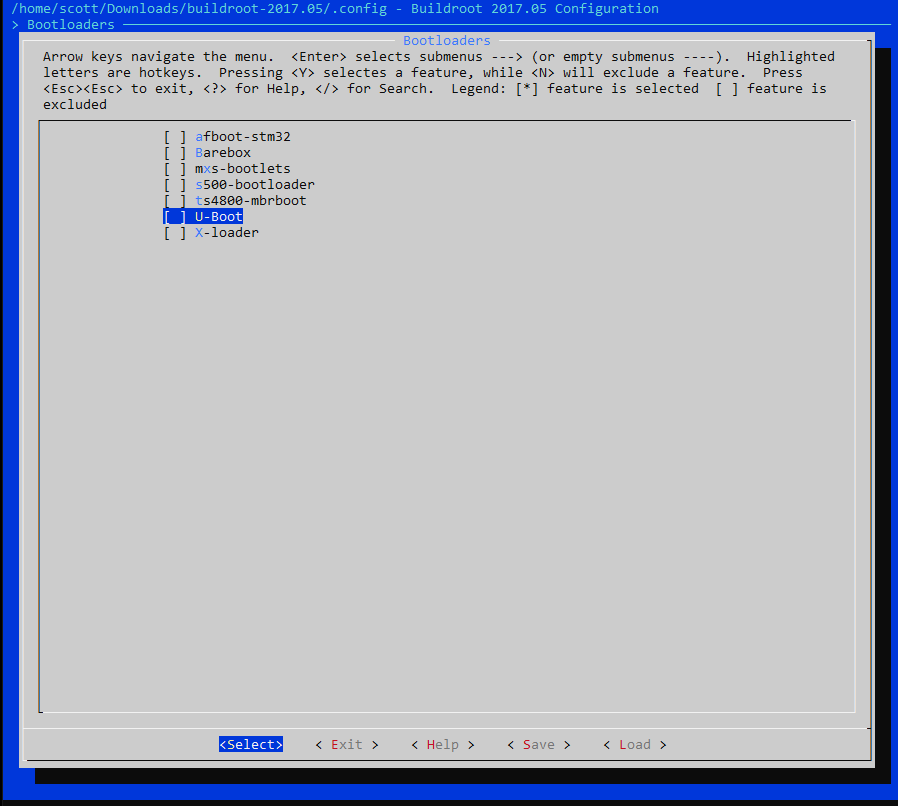 /home/scott/Downloads/buildroot-2017.05/.config - Buildroot 2017.05 Configuration
> Bootloaders
Bootloaders
Arrow keys navigate the menu.  <Enter> selects submenus ---> (or empty submenus ----).  Highlighted
letters are hotkeys.  Pressing <Y> selectes a feature, while <N> will exclude a feature.  Press
<Esc><Esc> to exit, <?> for Help, </> for Search.  Legend: [*] feature is selected  [ ] feature is
excluded
[ ] afboot-stm32
[ ] Barebox
[ ] mxs-bootlets
[ ] s500-bootloader
[ ] ts4800-mbrboot
[ ] U-Boot
[ ] X-loader
<Select>    < Exit >    < Help >    < Save >    < Load >